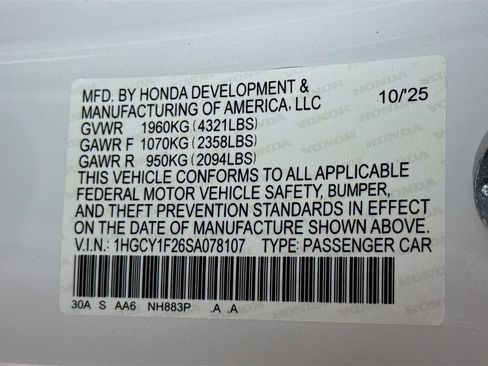 MFD. BY HONDA DEVELOPMENT &
MANUFACTURING OF AMERICA, LLC 10/'25
GVWR 1960KG (4321LBS)
GAWR F 1070KG (2358LBS)
GAWR R 950KG (2094LBS)
THIS VEHICLE CONFORMS TO ALL APPLICABLE
FEDERAL MOTOR VEHICLE SAFETY, BUMPER,
AND THEFT PREVENTION STANDARDS IN EFFECT
ON THE DATE OF MANUFACTURE SHOWN ABOVE.
V.I.N.: 1HGCY1F26SA078107 TYPE: PASSENGER CAR
30A S AA6 NH883P .A .A